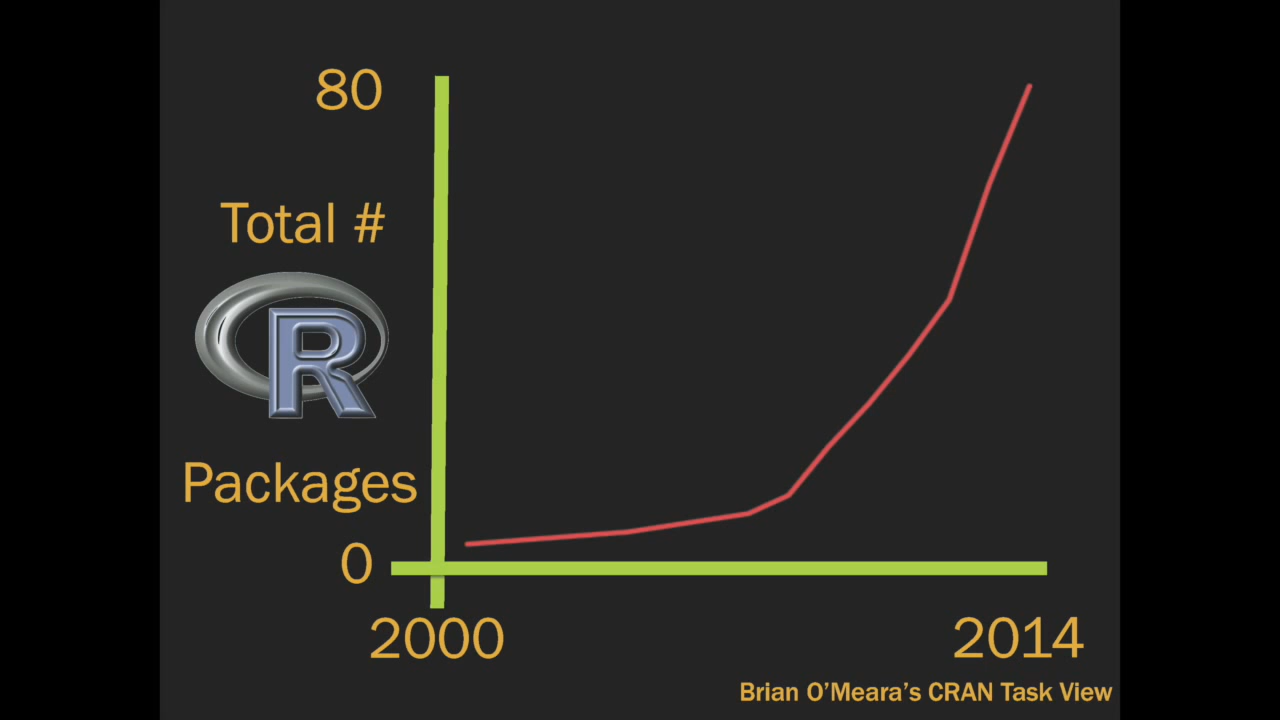 80
Total #
R
Packages
0
2000 2014
Brian O’Meara’s CRAN Task View